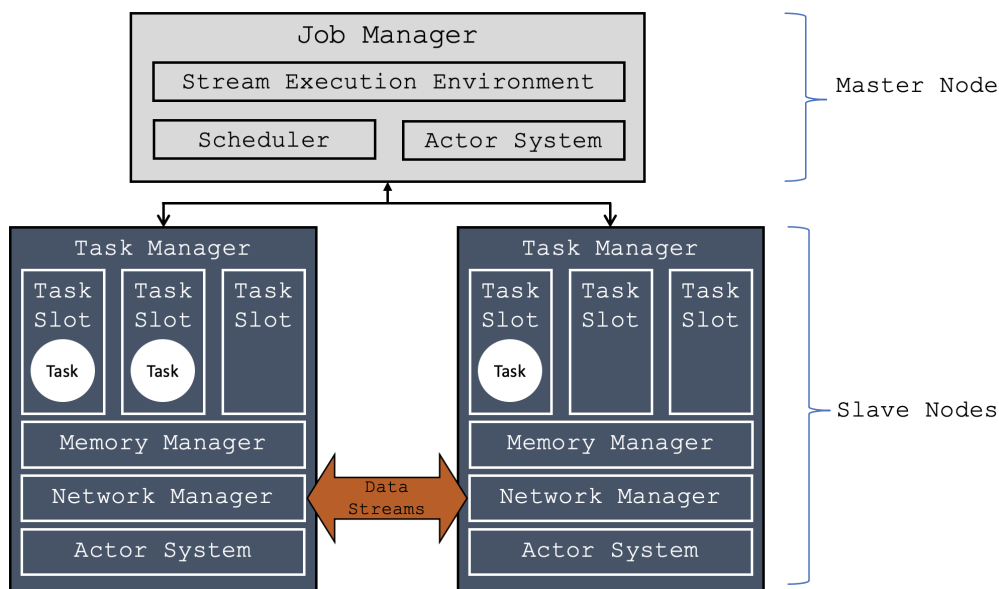 Job Manager
Stream Execution Environment
Scheduler
Actor System
Master Node
Task Manager
Task
Slot
Task
Task
Slot
Task
Task
Slot
Memory Manager
Network Manager
Actor System
Data
Streams
Task Manager
Task
Slot
Task
Task
Slot
Task
Slot
Memory Manager
Network Manager
Actor System
Slave Nodes